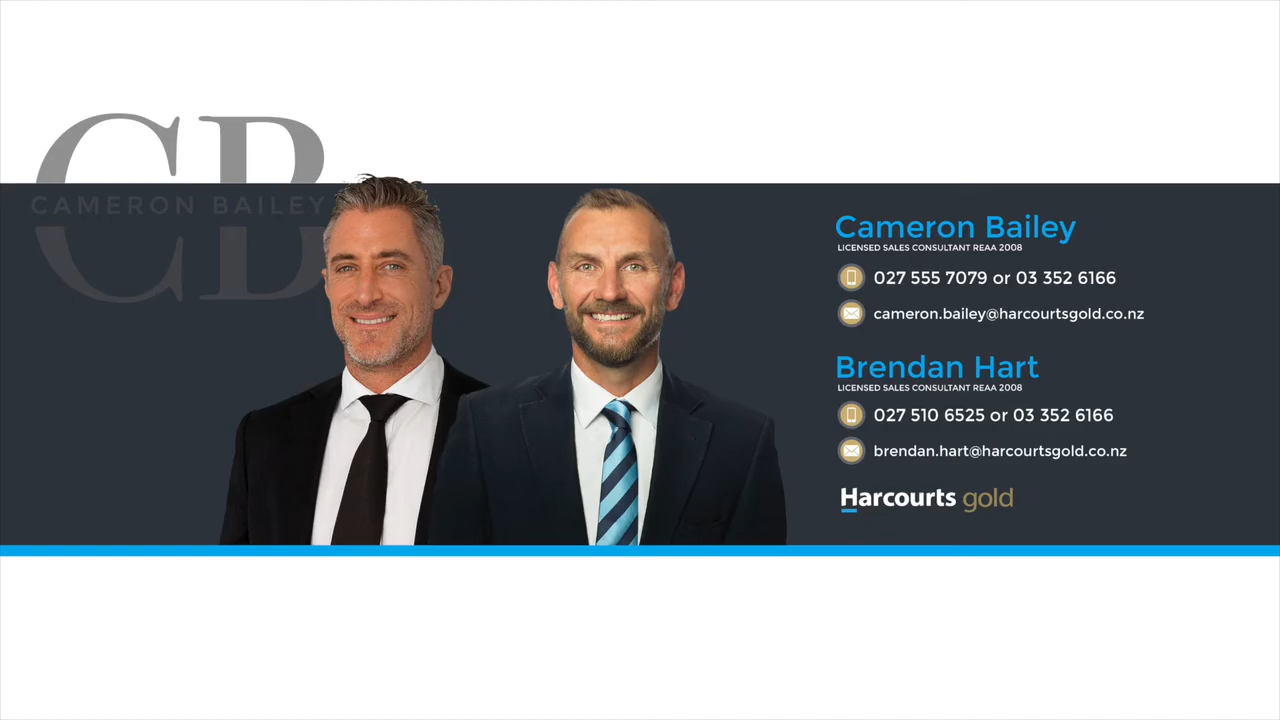 CB
CAMERON BAILEY
Cameron Bailey
LICENSED SALES CONSULTANT REAA 2008
027 555 7079 or 03 352 6166
cameron.bailey@harcourtsgold.co.nz
Brendan Hart
LICENSED SALES CONSULTANT REAA 2008
027 510 6525 or 03 352 6166
brendan.hart@harcourtsgold.co.nz
Harcourts gold